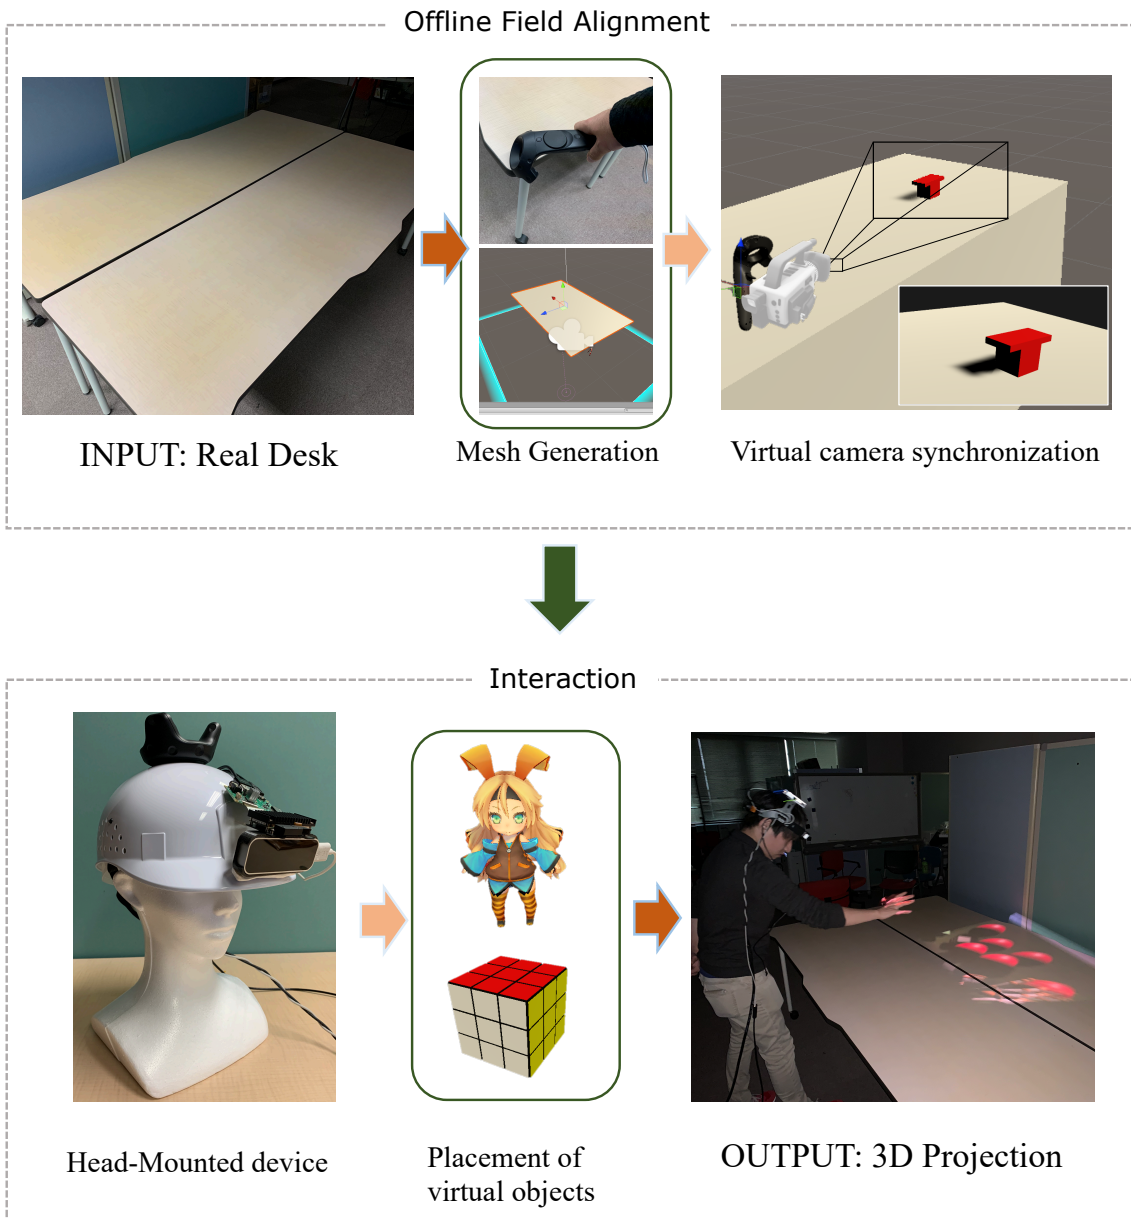 Offline Field Alignment
INPUT: Real Desk
Mesh Generation
Virtual camera synchronization
Interaction
Head-Mounted device
Placement of
virtual objects
OUTPUT: 3D Projection